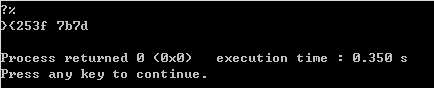 ?%
}{253f 7b7d
Process returned 0 (0x0)   execution time : 0.350 s
Press any key to continue.